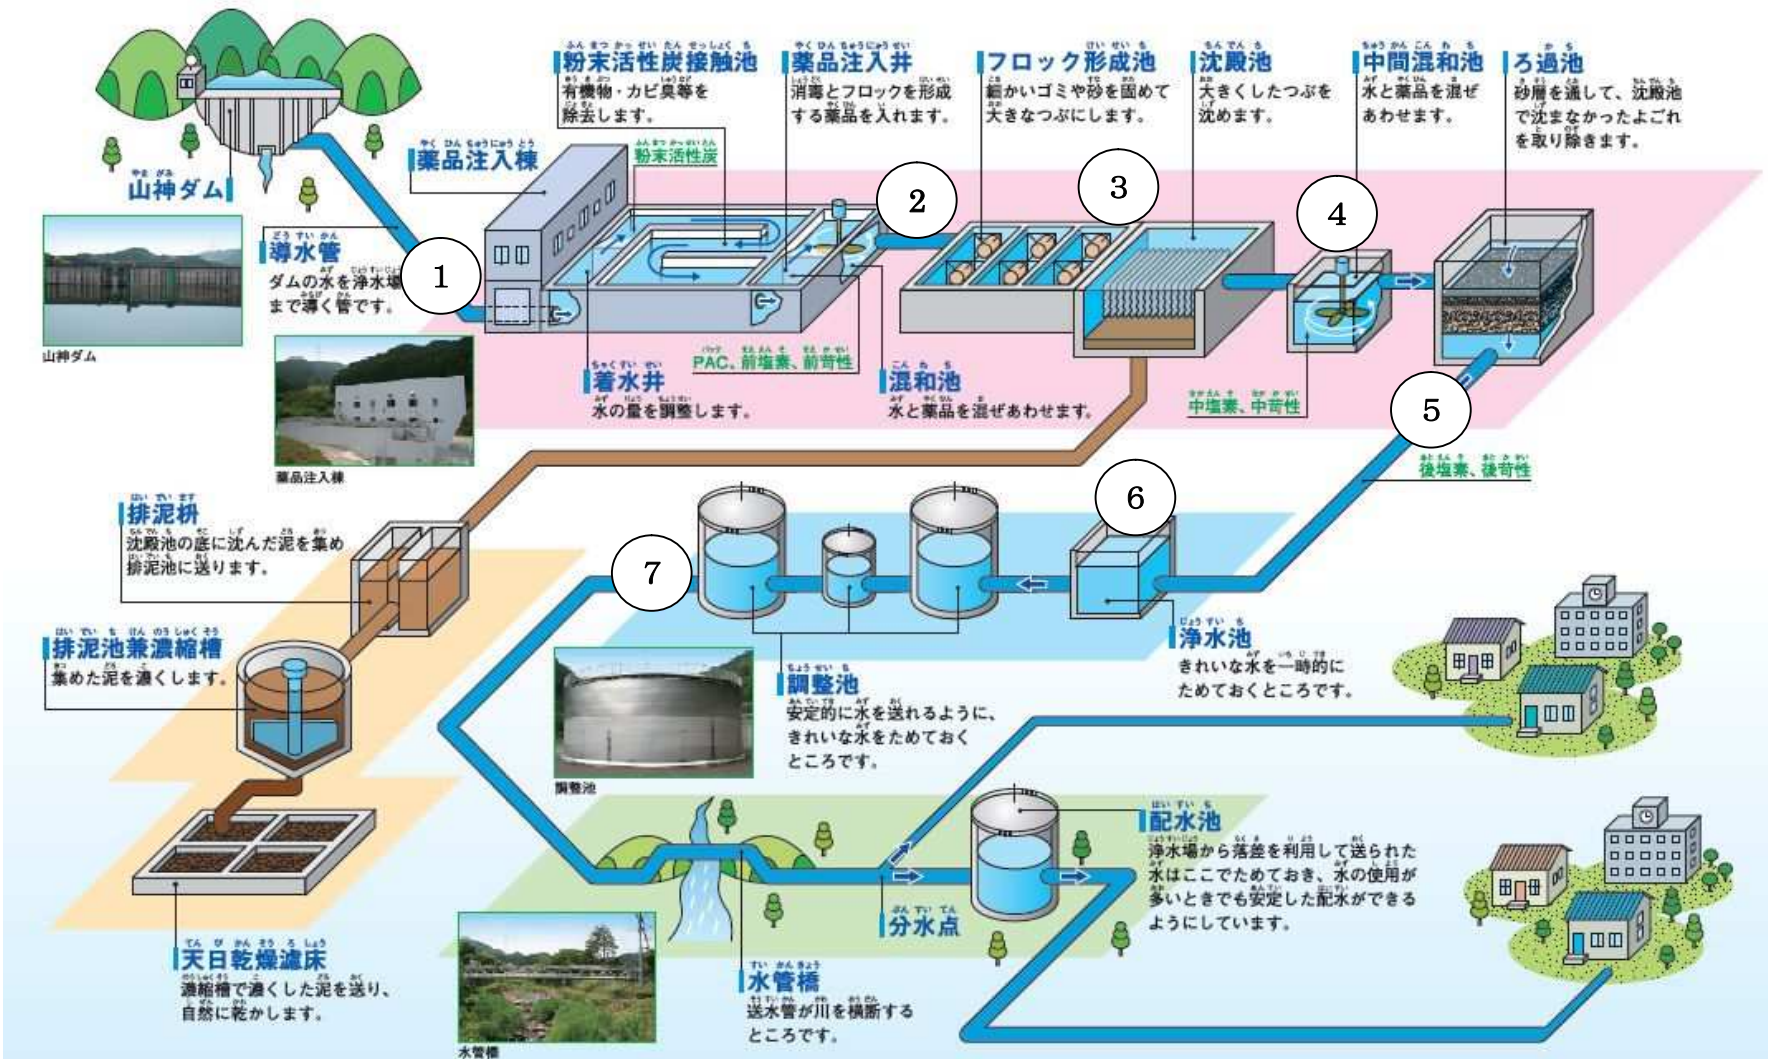 山神ダム
山神ダム
導水管
ダムの水を浄水場
まで導く管です。
1
薬品注入棟
薬品注入棟
粉末活性炭接触池
有機物・カビ臭等を
除去します。
粉末活性炭
着水井
水の量を調整します。
薬品注入井
消毒とフロックを形成
する薬品を入れます。
PAC、前塩素、前苛性
混和池
水と薬品を混ぜあわせます。
2
フロック形成池
細かいゴミや砂を固めて
大きなつぶにします。
3
沈殿池
大きくしたつぶを
沈めます。
中間混和池
水と薬品を混ぜ
あわせます。
4
中塩素、中苛性
ろ過池
砂層を通して、沈殿池
で沈まなかったよごれ
を取り除きます。
5
後塩素、後苛性
6
浄水池
きれいな水を一時的に
ためておくところです。
7
調整池
安定的に水を送れるように、
きれいな水をためておく
ところです。
調整池
排泥枡
沈殿池の底に沈んだ泥を集め
排泥池に送ります。
排泥池兼濃縮槽
集めた泥を濃くします。
天日乾燥濾床
濃縮槽で濃くした泥を送り、
自然に乾かします。
水管橋
水管橋
送水管が川を横断する
ところです。
分水点
配水池
浄水場から落差を利用して送られた
水はここでためておき、水の使用が
多いときでも安定した配水ができる
ようにしています。